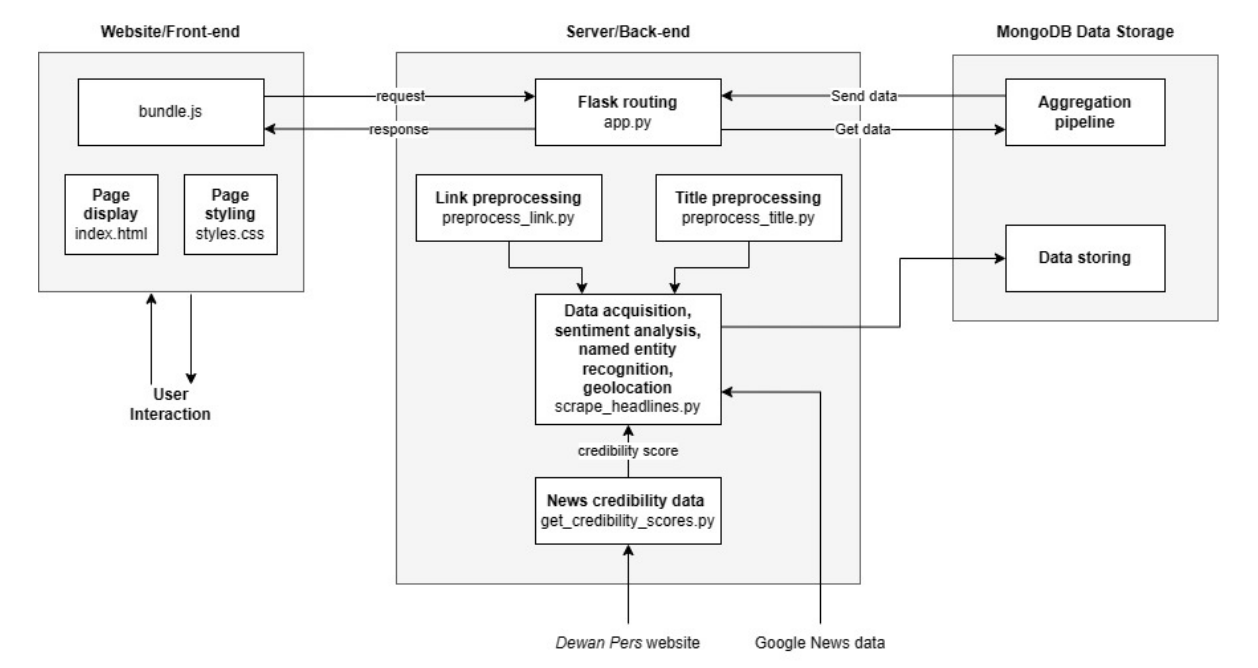 Website/Front-end
Server/Back-end
MongoDB Data Storage
bundle.js
request
response
Flask routing
app.py
Send data
Get data
Aggregation
pipeline
Page
display
index.html
Page
styling
styles.css
Link preprocessing
preprocess_link.py
Title preprocessing
preprocess_title.py
Data storing
Data acquisition,
sentiment analysis,
named entity
recognition,
geolocation
scrape_headlines.py
User
Interaction
credibility score
News credibility data
get_credibility_scores.py
Dewan Pers website
Google News data